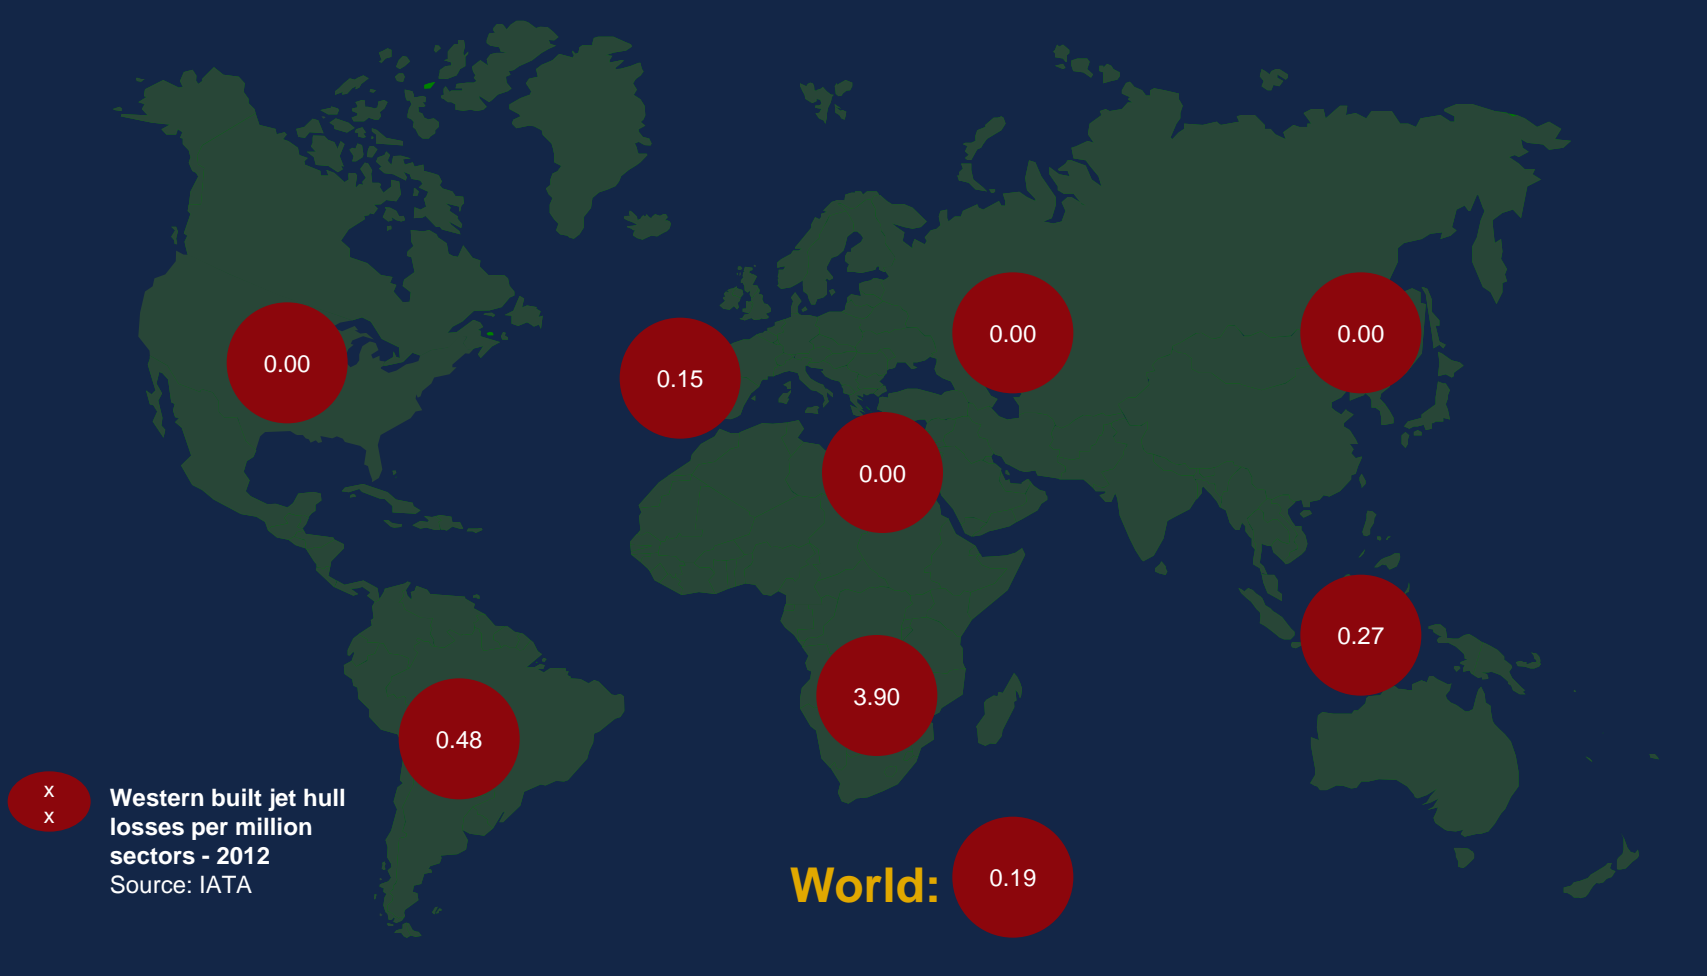 0.00
0.00
0.00
0.15
0.00
0.27
3.90
0.48
x
x
Western built jet hull
losses per million
sectors - 2012
Source: IATA
World:
0.19